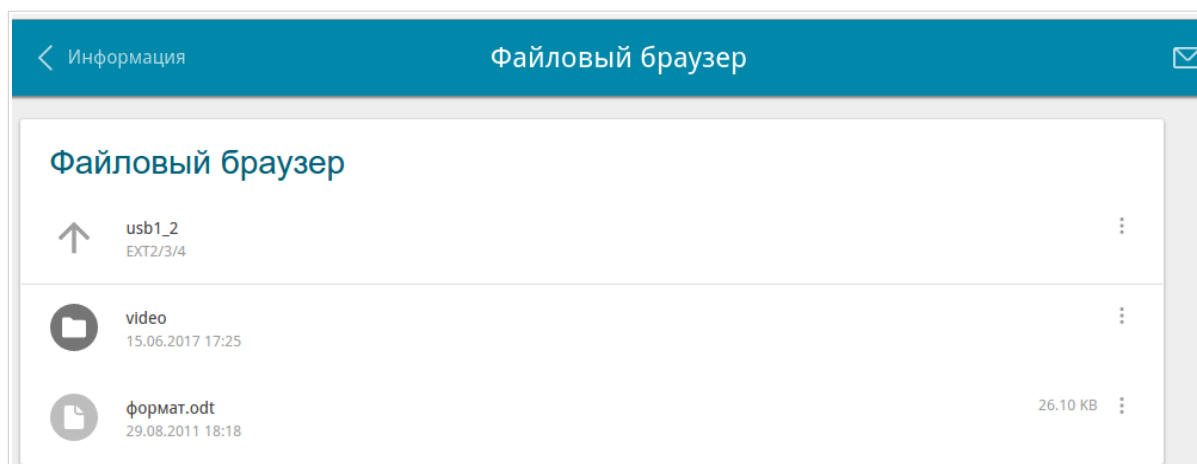 Информация
Файловый браузер
Файловый браузер
usb1_2
EXT2/3/4
video
15.06.2017 17:25
формат.odt
26.10 KB
29.08.2011 18:18